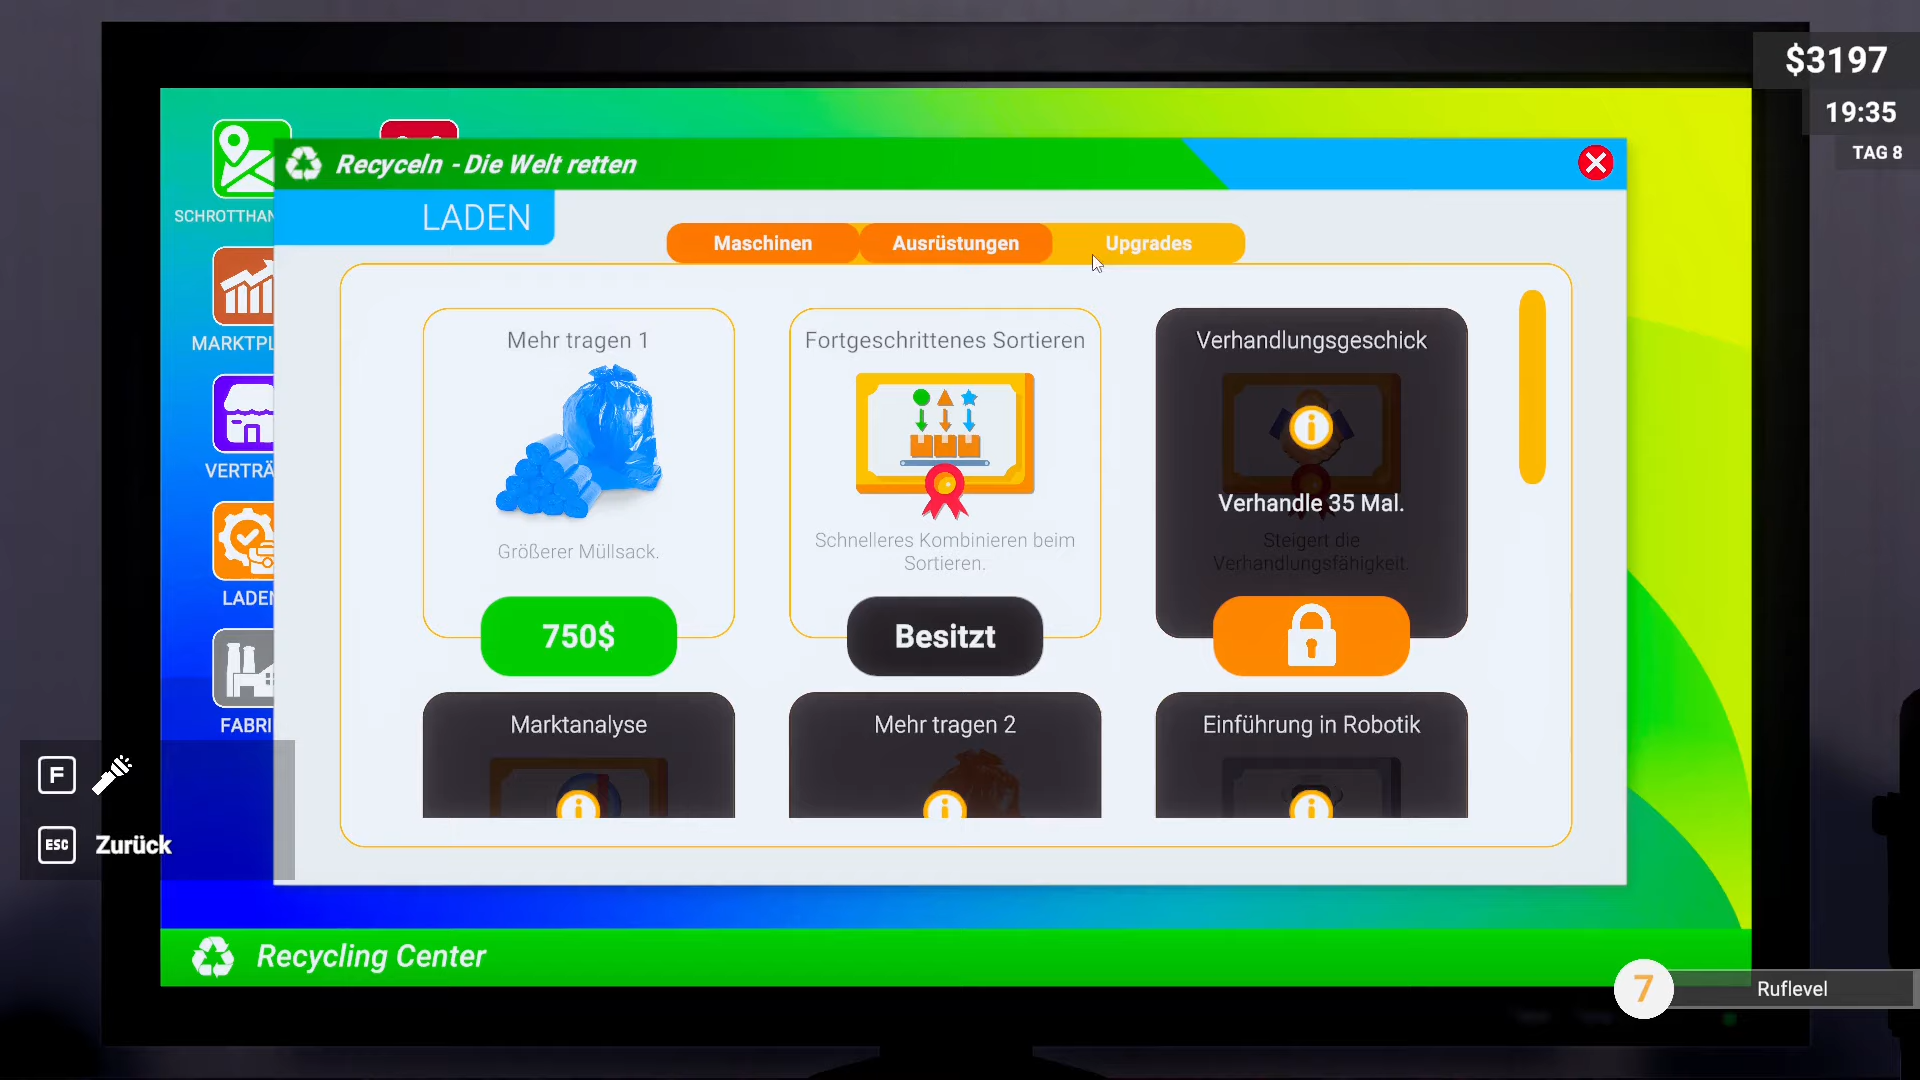 $3197
19:35
TAG 8
Recyceln - Die Welt retten
LADEN
Maschinen
Ausrüstungen
Upgrades
SCHROTTHAN
MARKTPL
VERTRÄ
LADEN
FABRI
Mehr tragen 1
Größerer Müllsack.
750$
Fortgeschrittenes Sortieren
Schnelleres Kombinieren beim
Sortieren.
Besitzt
Verhandlungsgeschick
Verhandle 35 Mal.
Steigert die
Verhandlungsfähigkeit.
Marktanalyse
Mehr tragen 2
Einführung in Robotik
F
ESC
Zurück
Recycling Center
7
Ruflevel